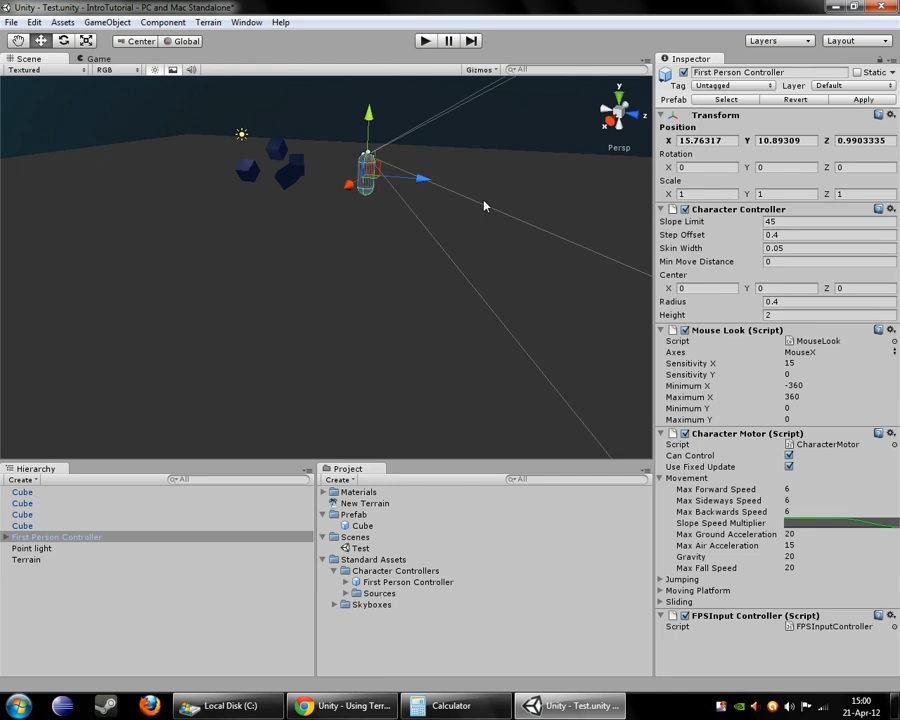 Unity - Test.unity - IntroTutorial - PC and Mac Standalone*
File Edit Assets GameObject Component Terrain Window Help
Center Global Layers Layout
Scene Game
Textured RGB Gizmos All
y
z
x
Persp
Inspector
First Person Controller Static
Tag Untagged Layer Default
Prefab Select Revert Apply
Transform
Position
X 15.76317 Y 10.89309 Z 0.9903335
Rotation
X 0 Y 0 Z 0
Scale
X 1 Y 1 Z 1
Character Controller
Slope Limit 45
Step Offset 0.4
Skin Width 0.05
Min Move Distance 0
Center
X 0 Y 0 Z 0
Radius 0.4
Height 2
Mouse Look (Script)
Script MouseLook
Axes MouseX
Sensitivity X 15
Sensitivity Y 0
Minimum X -360
Maximum X 360
Minimum Y 0
Maximum Y 0
Character Motor (Script)
Script CharacterMotor
Can Control
Use Fixed Update
Movement
Max Forward Speed 6
Max Sideways Speed 6
Max Backwards Speed 6
Slope Speed Multiplier
Max Ground Acceleration 20
Max Air Acceleration 15
Gravity 20
Max Fall Speed 20
Jumping
Moving Platform
Sliding
FPSInput Controller (Script)
Script FPSInputController
Hierarchy
Create All
Cube
Cube
Cube
Cube
First Person Controller
Point light
Terrain
Project
Create All
Materials
New Terrain
Prefab
Cube
Scenes
Test
Standard Assets
Character Controllers
First Person Controller
Sources
Skyboxes
Local Disk (C:) Unity - Using Terr... Calculator Unity - Test.unity ...
15:00
21-Apr-12